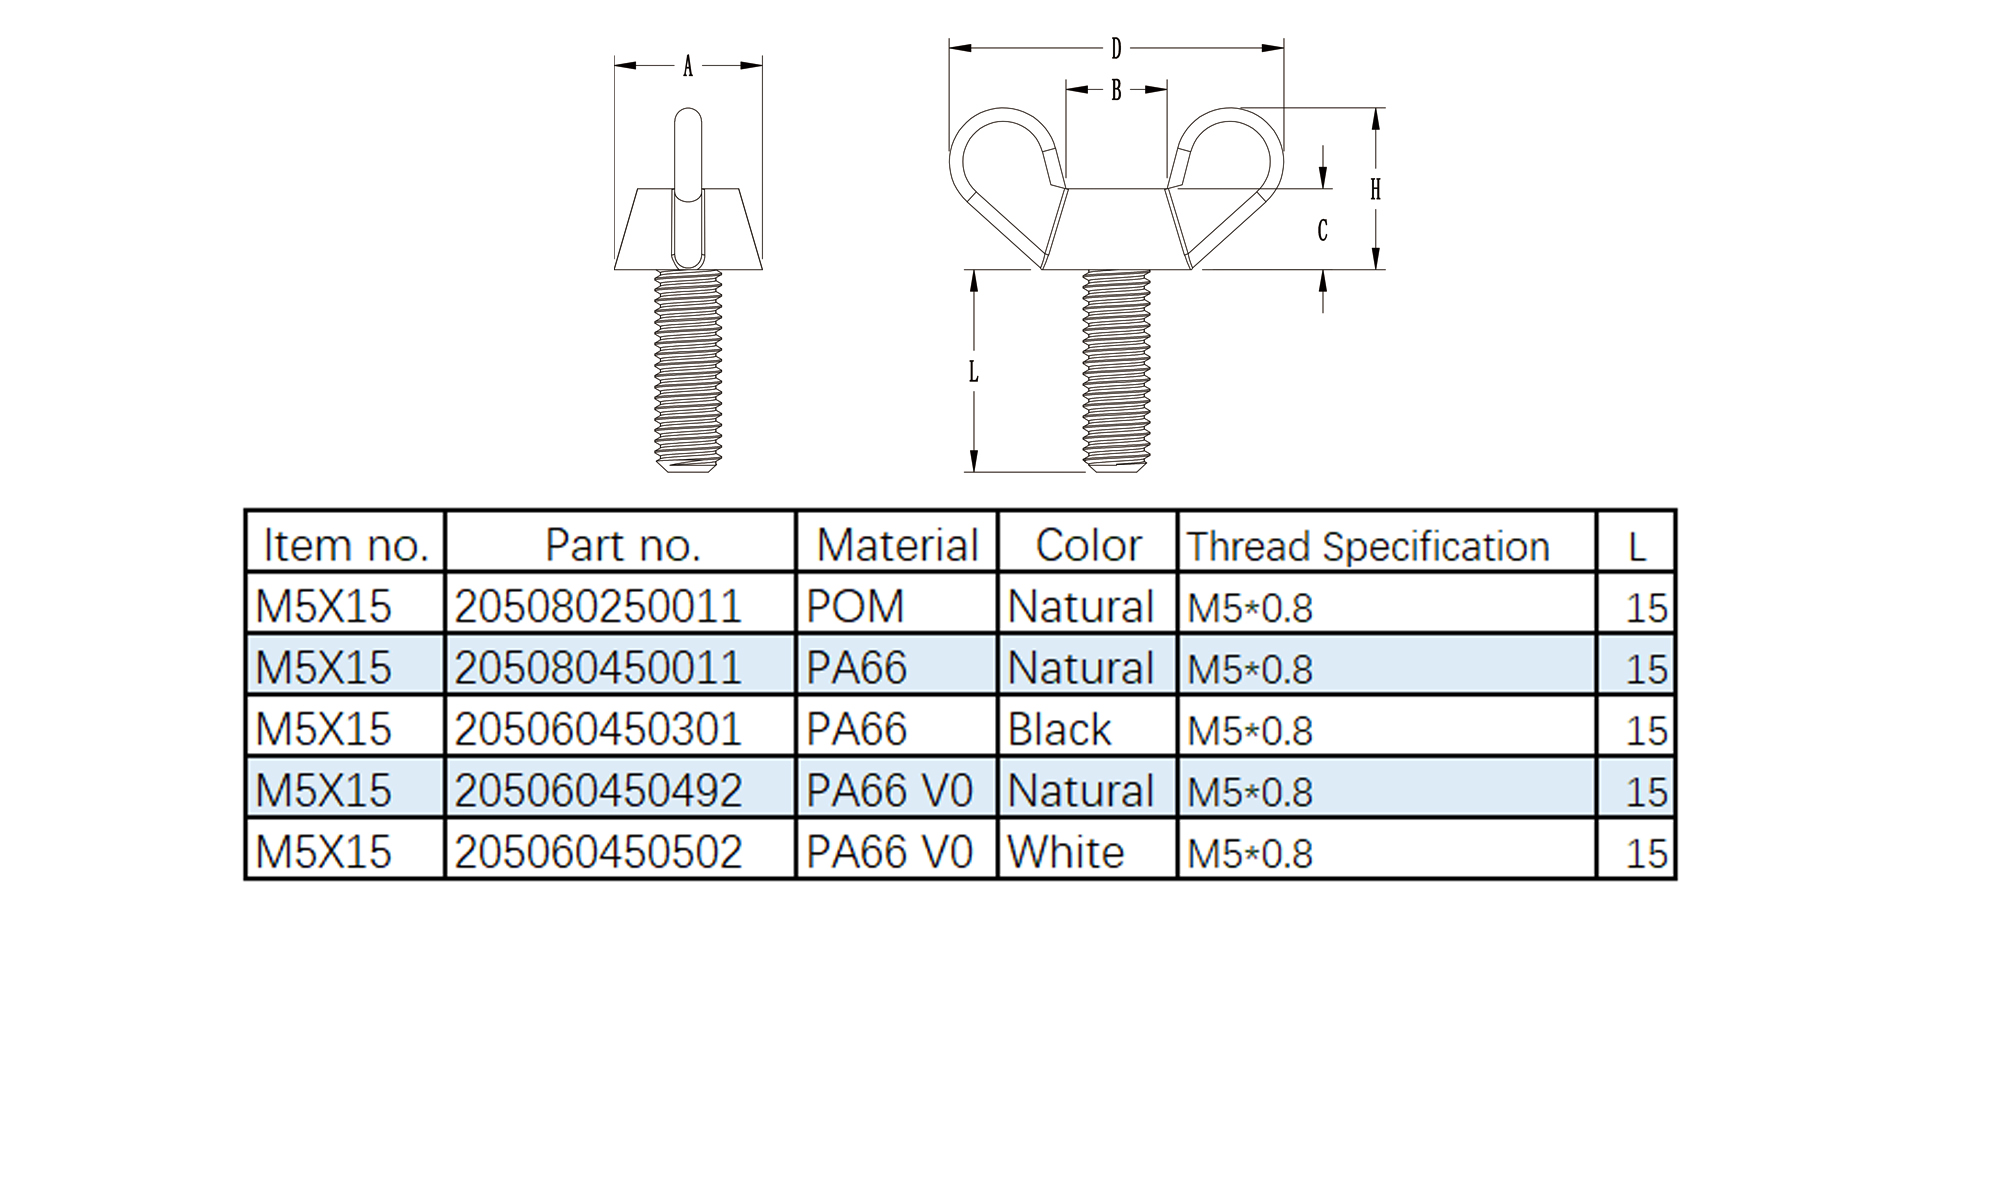 A
D
B
H
C
L
Item no. Part no. Material Color Thread Specification L
M5X15 205080250011 POM Natural M5*0.8 15
M5X15 205080450011 PA66 Natural M5*0.8 15
M5X15 205060450301 PA66 Black M5*0.8 15
M5X15 205060450492 PA66 V0 Natural M5*0.8 15
M5X15 205060450502 PA66 V0 White M5*0.8 15